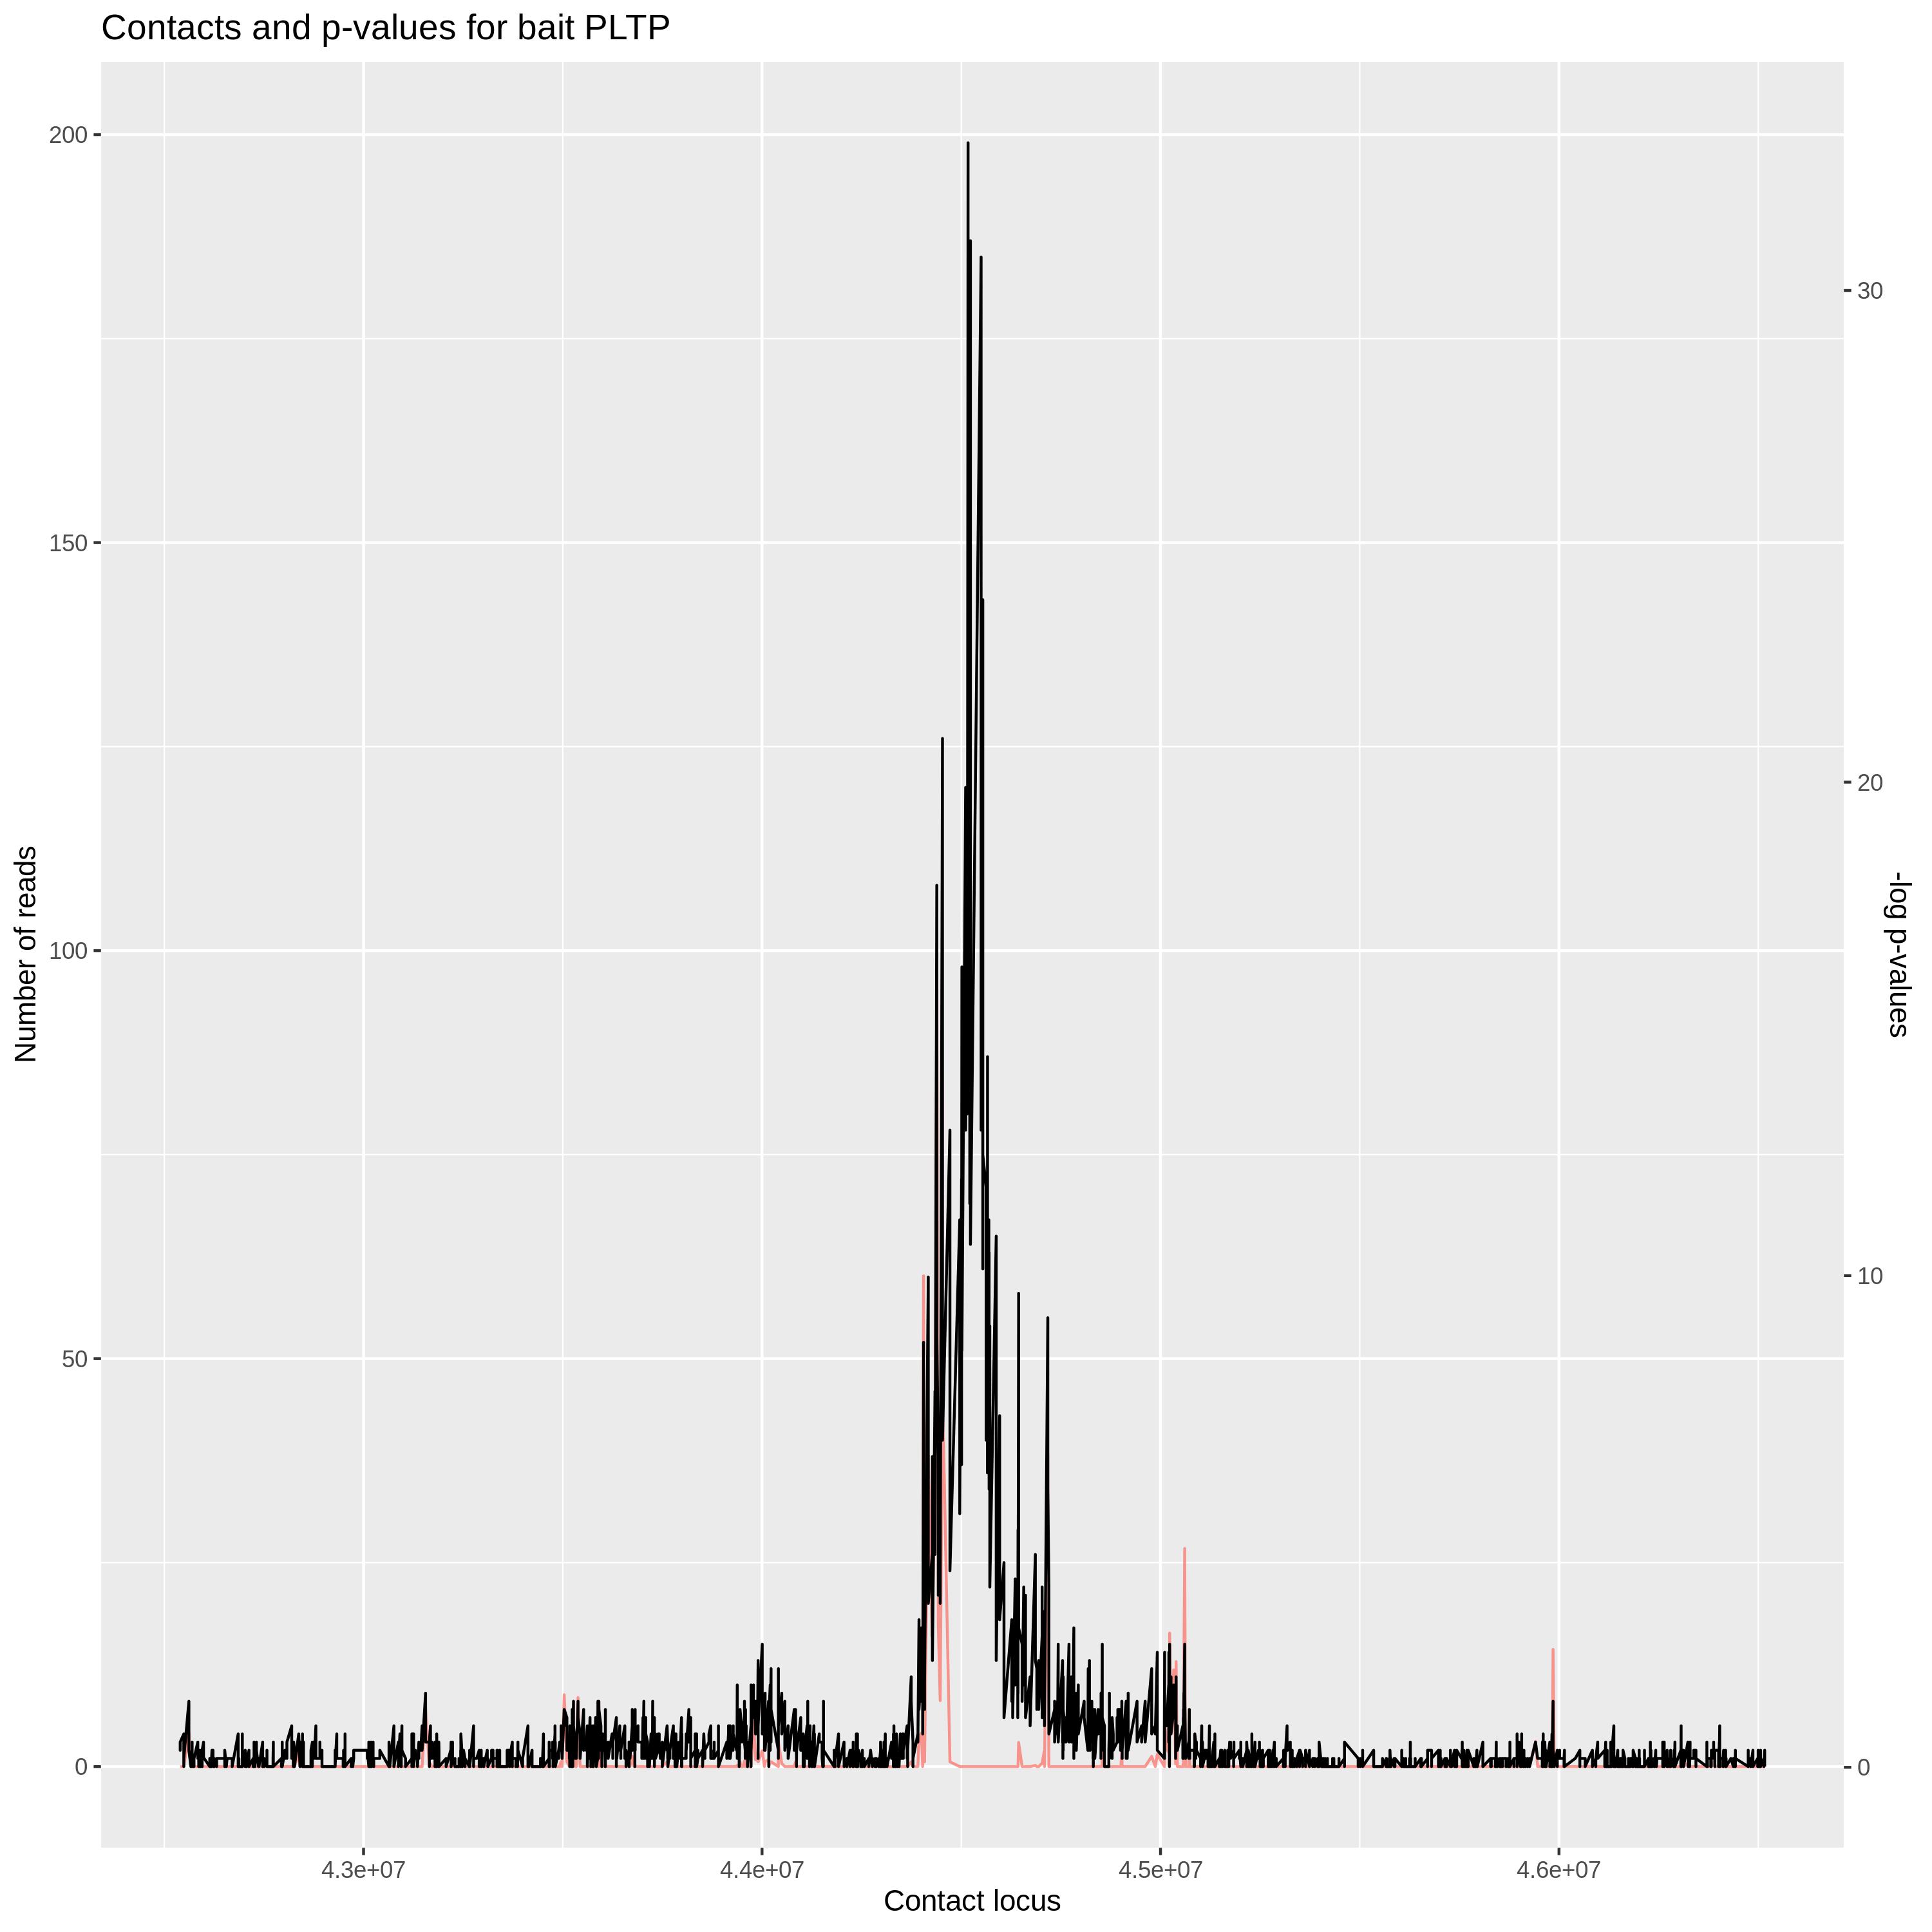 Contacts and p-values for bait PLTP
200
150
100
50
0
Number of reads
30
20
10
0
-log p-values
4.3e+07
4.4e+07
4.5e+07
4.6e+07
Contact locus